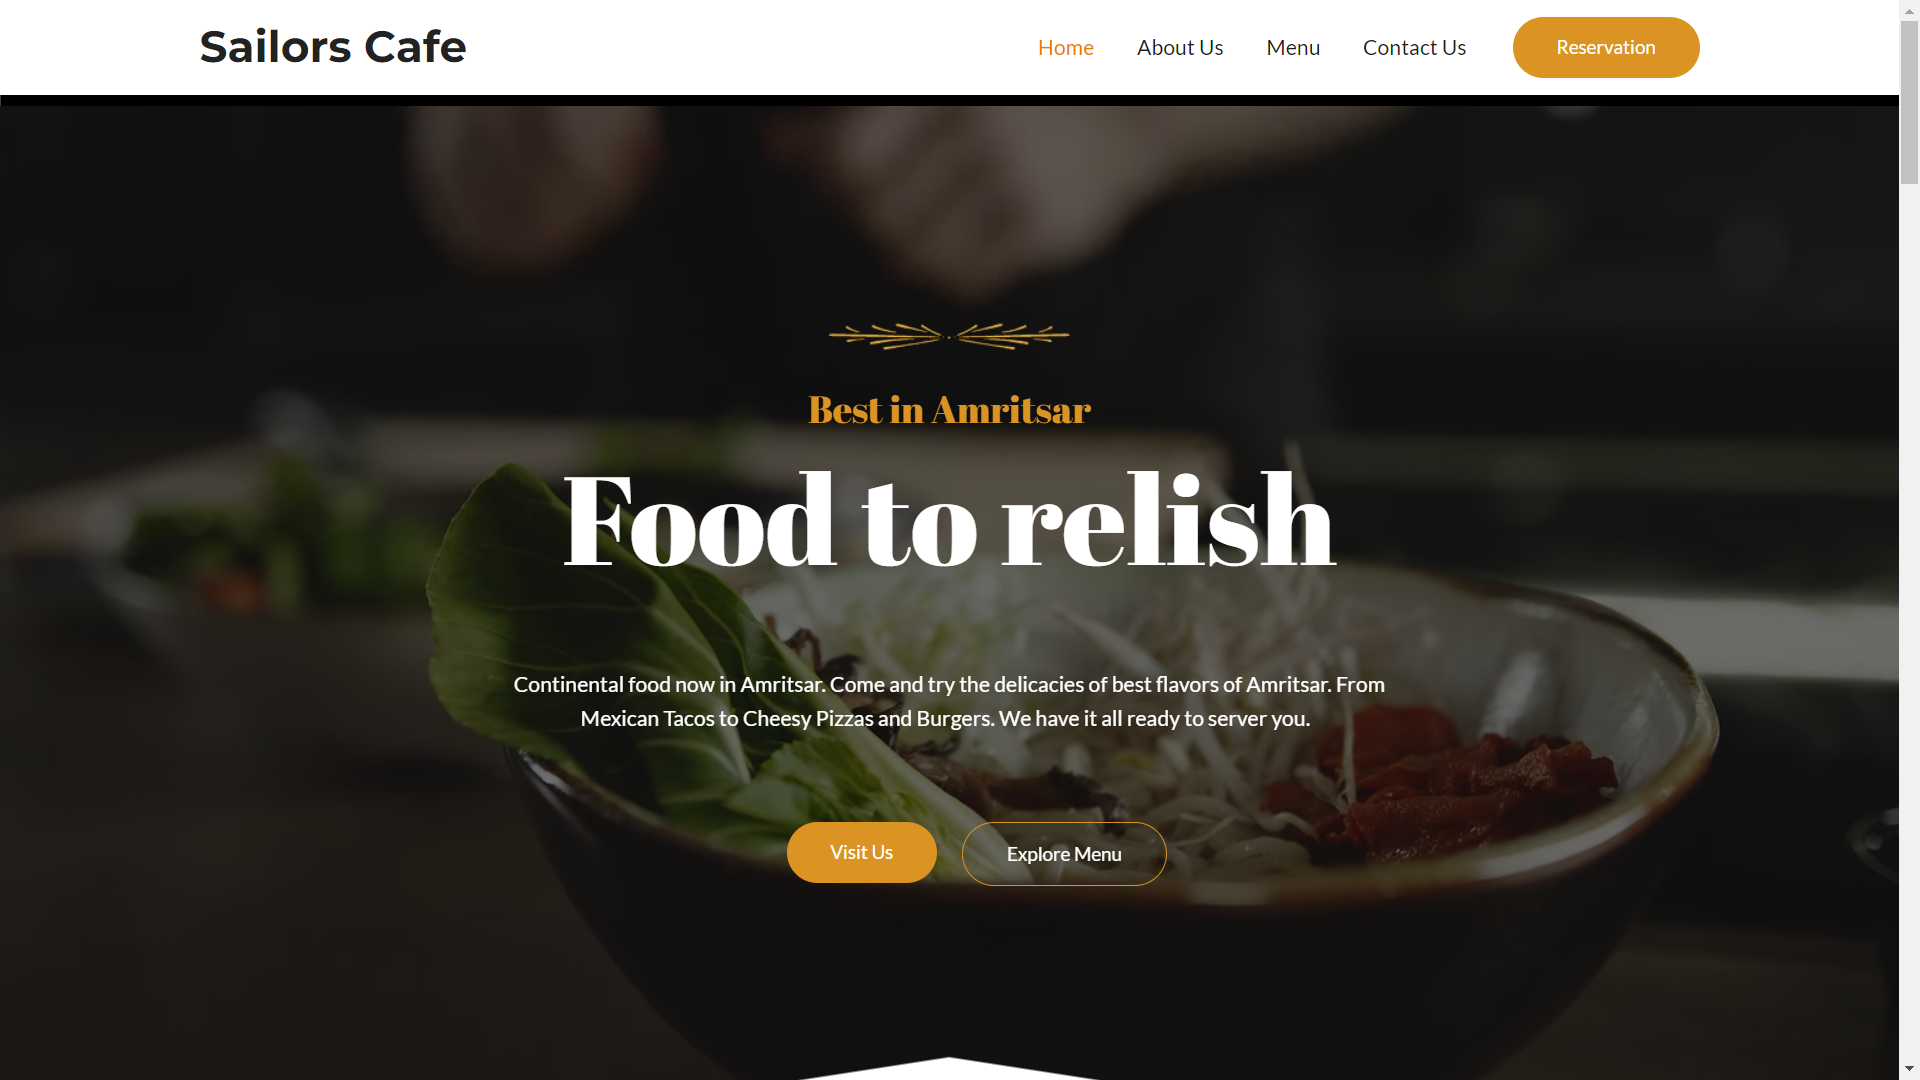 Sailors Cafe
Home
About Us
Menu
Contact Us
Reservation
Best in Amritsar
Food to relish
Continental food now in Amritsar. Come and try the delicacies of best flavors of Amritsar. From
Mexican Tacos to Cheesy Pizzas and Burgers. We have it all ready to server you.
Visit Us
Explore Menu